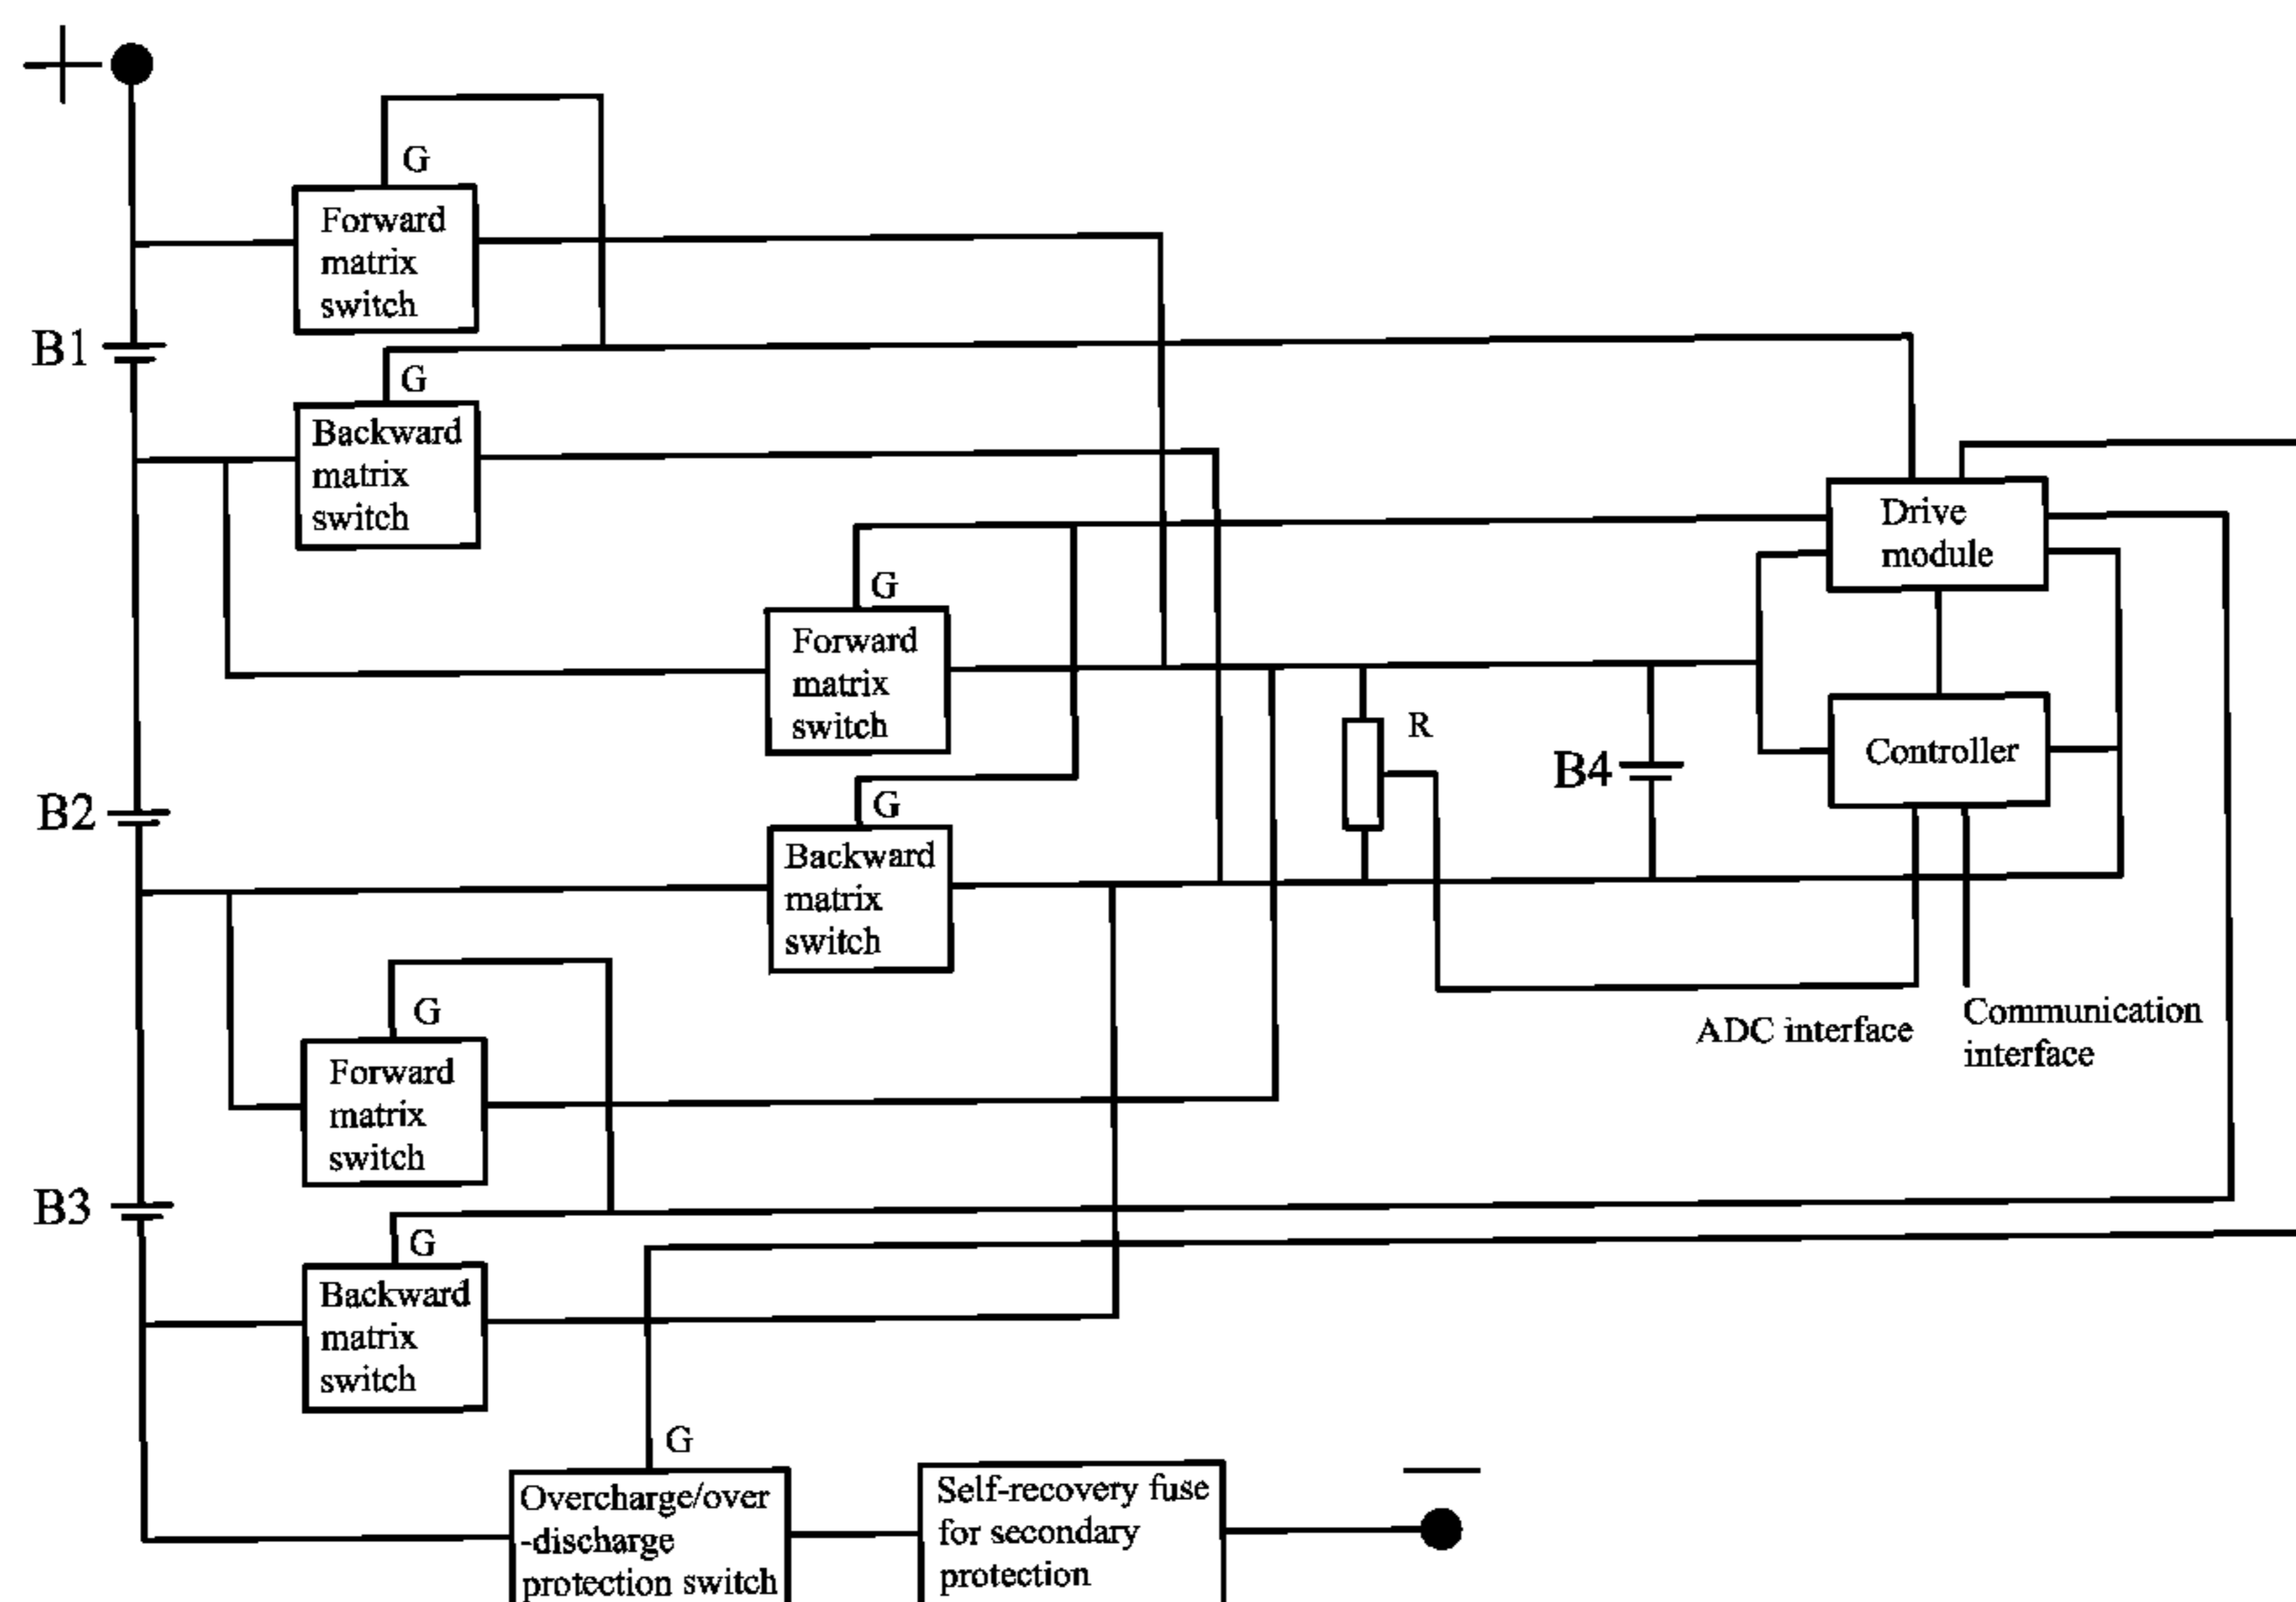 +
G
Forward
matrix
switch
B1
G
Backward
matrix
switch
Drive
module
G
Forward
matrix
switch
R
Controller
B4
B2
G
Backward
matrix
switch
G
Communication
interface
ADC interface
Forward
matrix
switch
B3
G
Backward
matrix
switch
G
Overcharge/over
-discharge
protection switch
Self-recovery fuse
for secondary
protection
—